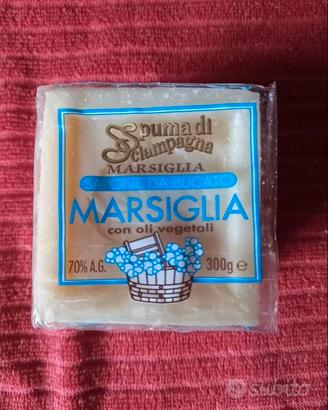 Spuma di
Sciampagna
MARSIGLIA
SAPONE DA BUCATO
MARSIGLIA
con oli vegetali
70% A.G.
300g ℮
SUBITO